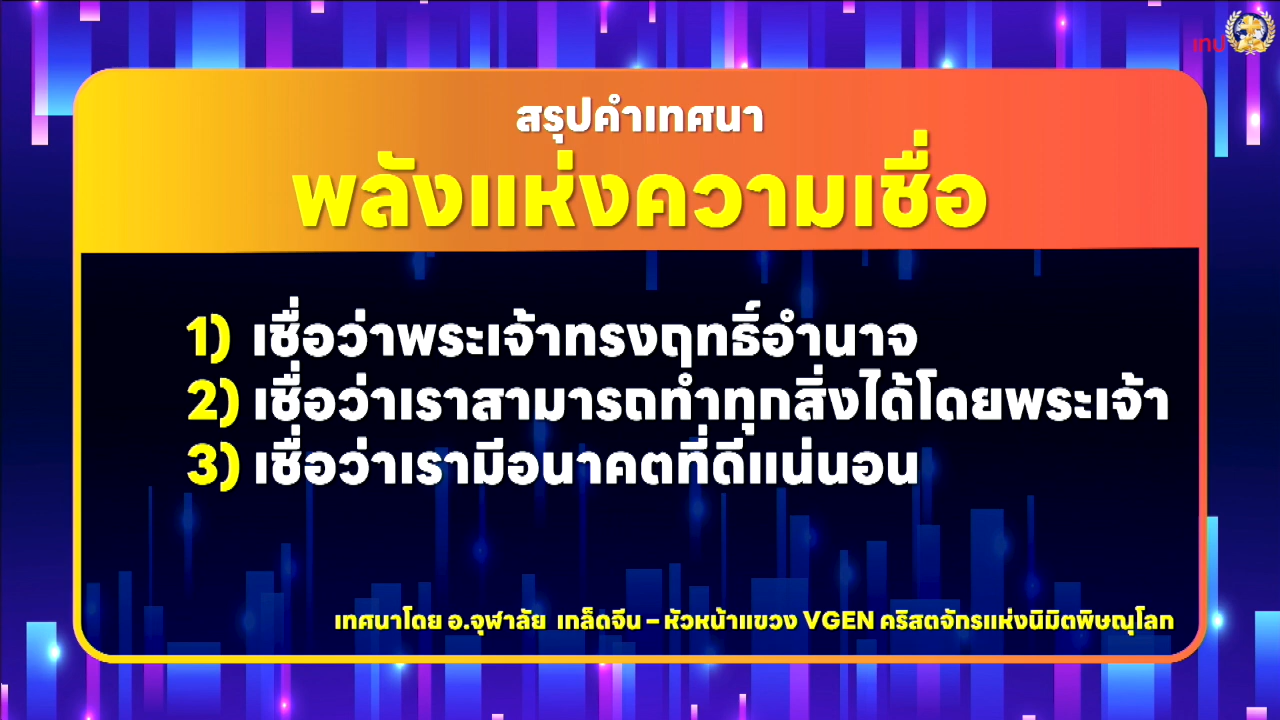 เทป
สรุปคำเทศนา
พลังแห่งความเชื่อ
1) เชื่อว่าพระเจ้าทรงฤทธิ์อำนาจ
2) เชื่อว่าเราสามารถทำทุกสิ่งได้โดยพระเจ้า
3) เชื่อว่าเรามีอนาคตที่ดีแน่นอน
เทศนาโดย อ.จุฬาลัย เกล็ดจีน – หัวหน้าแขวง VGEN คริสตจักรแห่งนิมิตพิษณุโลก